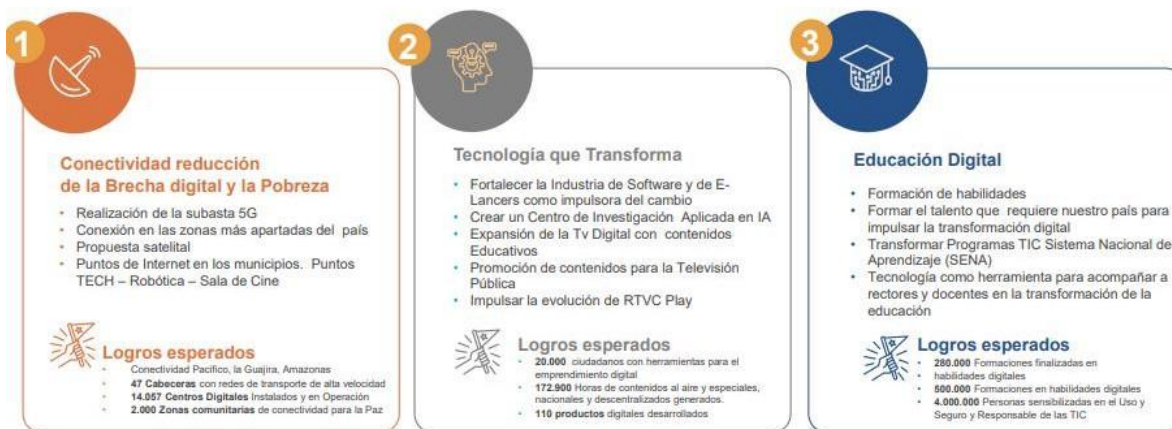 1
Conectividad reducción
de la Brecha digital y la Pobreza
• Realización de la subasta 5G
• Conexión en las zonas más apartadas del país
• Propuesta satelital
• Puntos de Internet en los municipios. Puntos
TECH – Robótica – Sala de Cine
Logros esperados
• Conectividad Pacífico, la Guajira, Amazonas
• 47 Cabeceras con redes de transporte de alta velocidad
• 14.057 Centros Digitales Instalados y en Operación
• 2.000 Zonas comunitarias de conectividad para la Paz
2
Tecnología que Transforma
• Fortalecer la Industria de Software y de E-
Lancers como impulsora del cambio
• Crear un Centro de Investigación Aplicada en IA
• Expansión de la Tv Digital con contenidos
Educativos
• Promoción de contenidos para la Televisión
Pública
• Impulsar la evolución de RTVC Play
Logros esperados
• 20.000 ciudadanos con herramientas para el
emprendimiento digital
• 172.900 Horas de contenidos al aire y especiales,
nacionales y descentralizados generados.
• 110 productos digitales desarrollados
3
Educación Digital
• Formación de habilidades
• Formar el talento que requiere nuestro país para
impulsar la transformación digital
• Transformar Programas TIC Sistema Nacional de
Aprendizaje (SENA)
• Tecnología como herramienta para acompañar a
rectores y docentes en la transformación de la
educación
Logros esperados
• 280.000 Formaciones finalizadas en
habilidades digitales
• 500.000 Formaciones en habilidades digitales
• 4.000.000 Personas sensibilizadas en el Uso y
Seguro y Responsable de las TIC